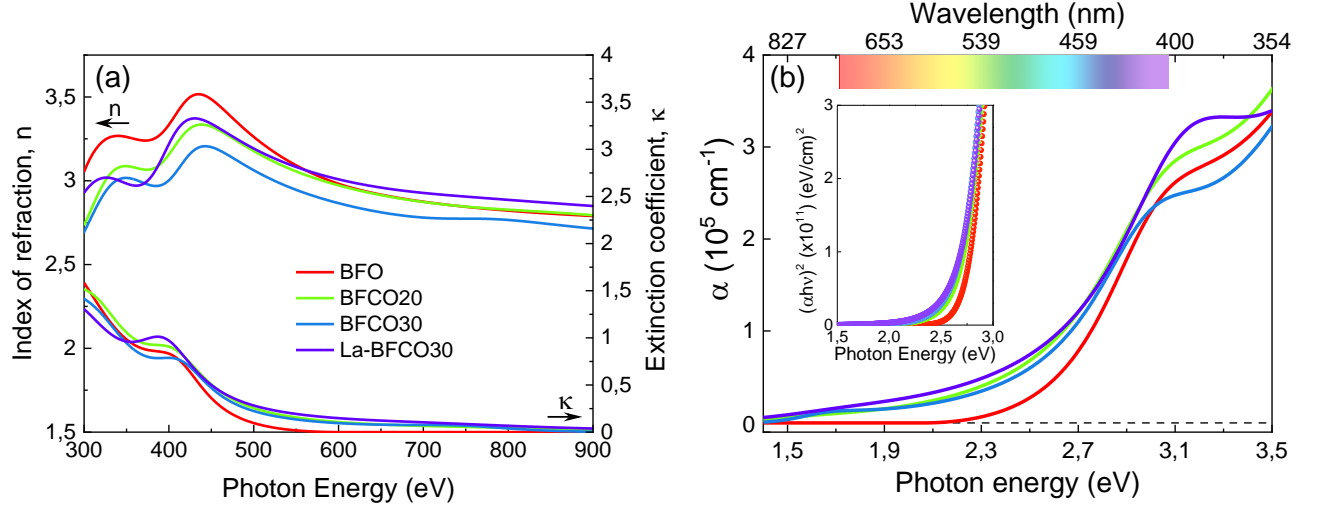 (a)
n
Index of refraction, n
3,5
3
2,5
2
1,5
4
3,5
3
2,5
2
1,5
1
0,5
0
Extinction coefficient, κ
BFO
BFCO20
BFCO30
La-BFCO30
κ
300 400 500 600 700 800 900
Photon Energy (eV)
Wavelength (nm)
827 653 539 459 400 354
(b)
α (10⁵ cm⁻¹)
4
3
2
1
0
(αhν)² (x10¹¹) (eV/cm)²
3
2
1
0
1,5 2,0 2,5 3,0
Photon Energy (eV)
1,5 1,9 2,3 2,7 3,1 3,5
Photon energy (eV)